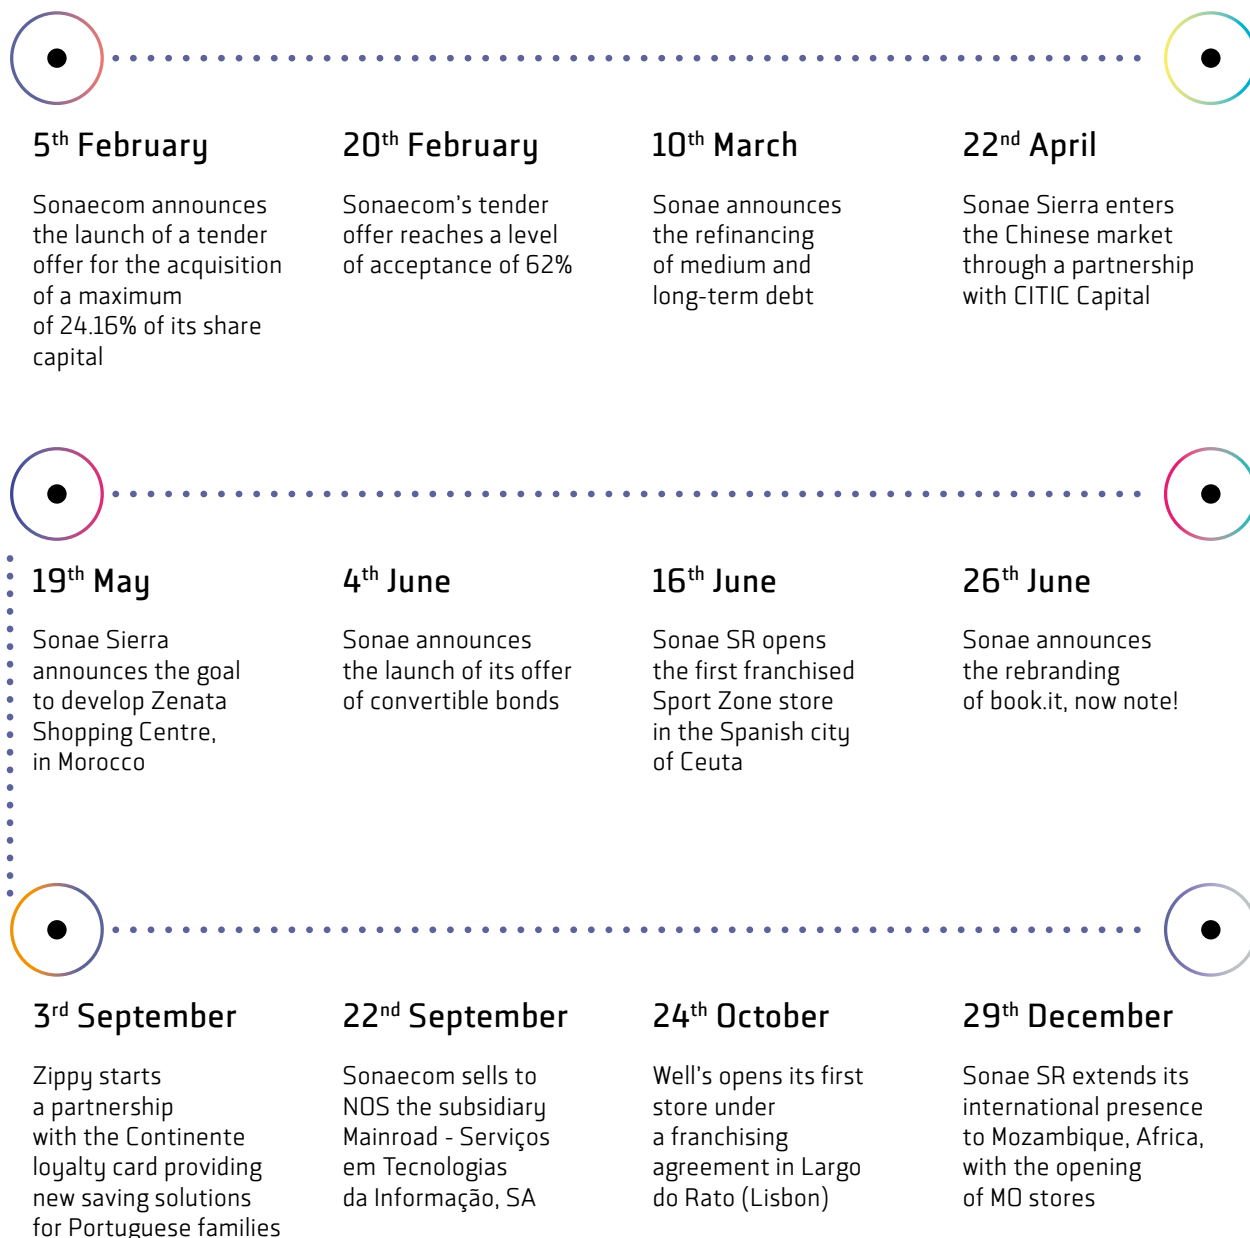 5th February
Sonaecom announces
the launch of a tender
offer for the acquisition
of a maximum
of 24.16% of its share
capital
20th February
Sonaecom's tender
offer reaches a level
of acceptance of 62%
10th March
Sonae announces
the refinancing
of medium and
long-term debt
22nd April
Sonae Sierra enters
the Chinese market
through a partnership
with CITIC Capital
19th May
Sonae Sierra
announces the goal
to develop Zenata
Shopping Centre,
in Morocco
4th June
Sonae announces
the launch of its offer
of convertible bonds
16th June
Sonae SR opens
the first franchised
Sport Zone store
in the Spanish city
of Ceuta
26th June
Sonae announces
the rebranding
of book.it, now note!
3rd September
Zippy starts
a partnership
with the Continente
loyalty card providing
new saving solutions
for Portuguese families
22nd September
Sonaecom sells to
NOS the subsidiary
Mainroad - Serviços
em Tecnologias
da Informação, SA
24th October
Well's opens its first
store under
a franchising
agreement in Largo
do Rato (Lisbon)
29th December
Sonae SR extends its
international presence
to Mozambique, Africa,
with the opening
of MO stores